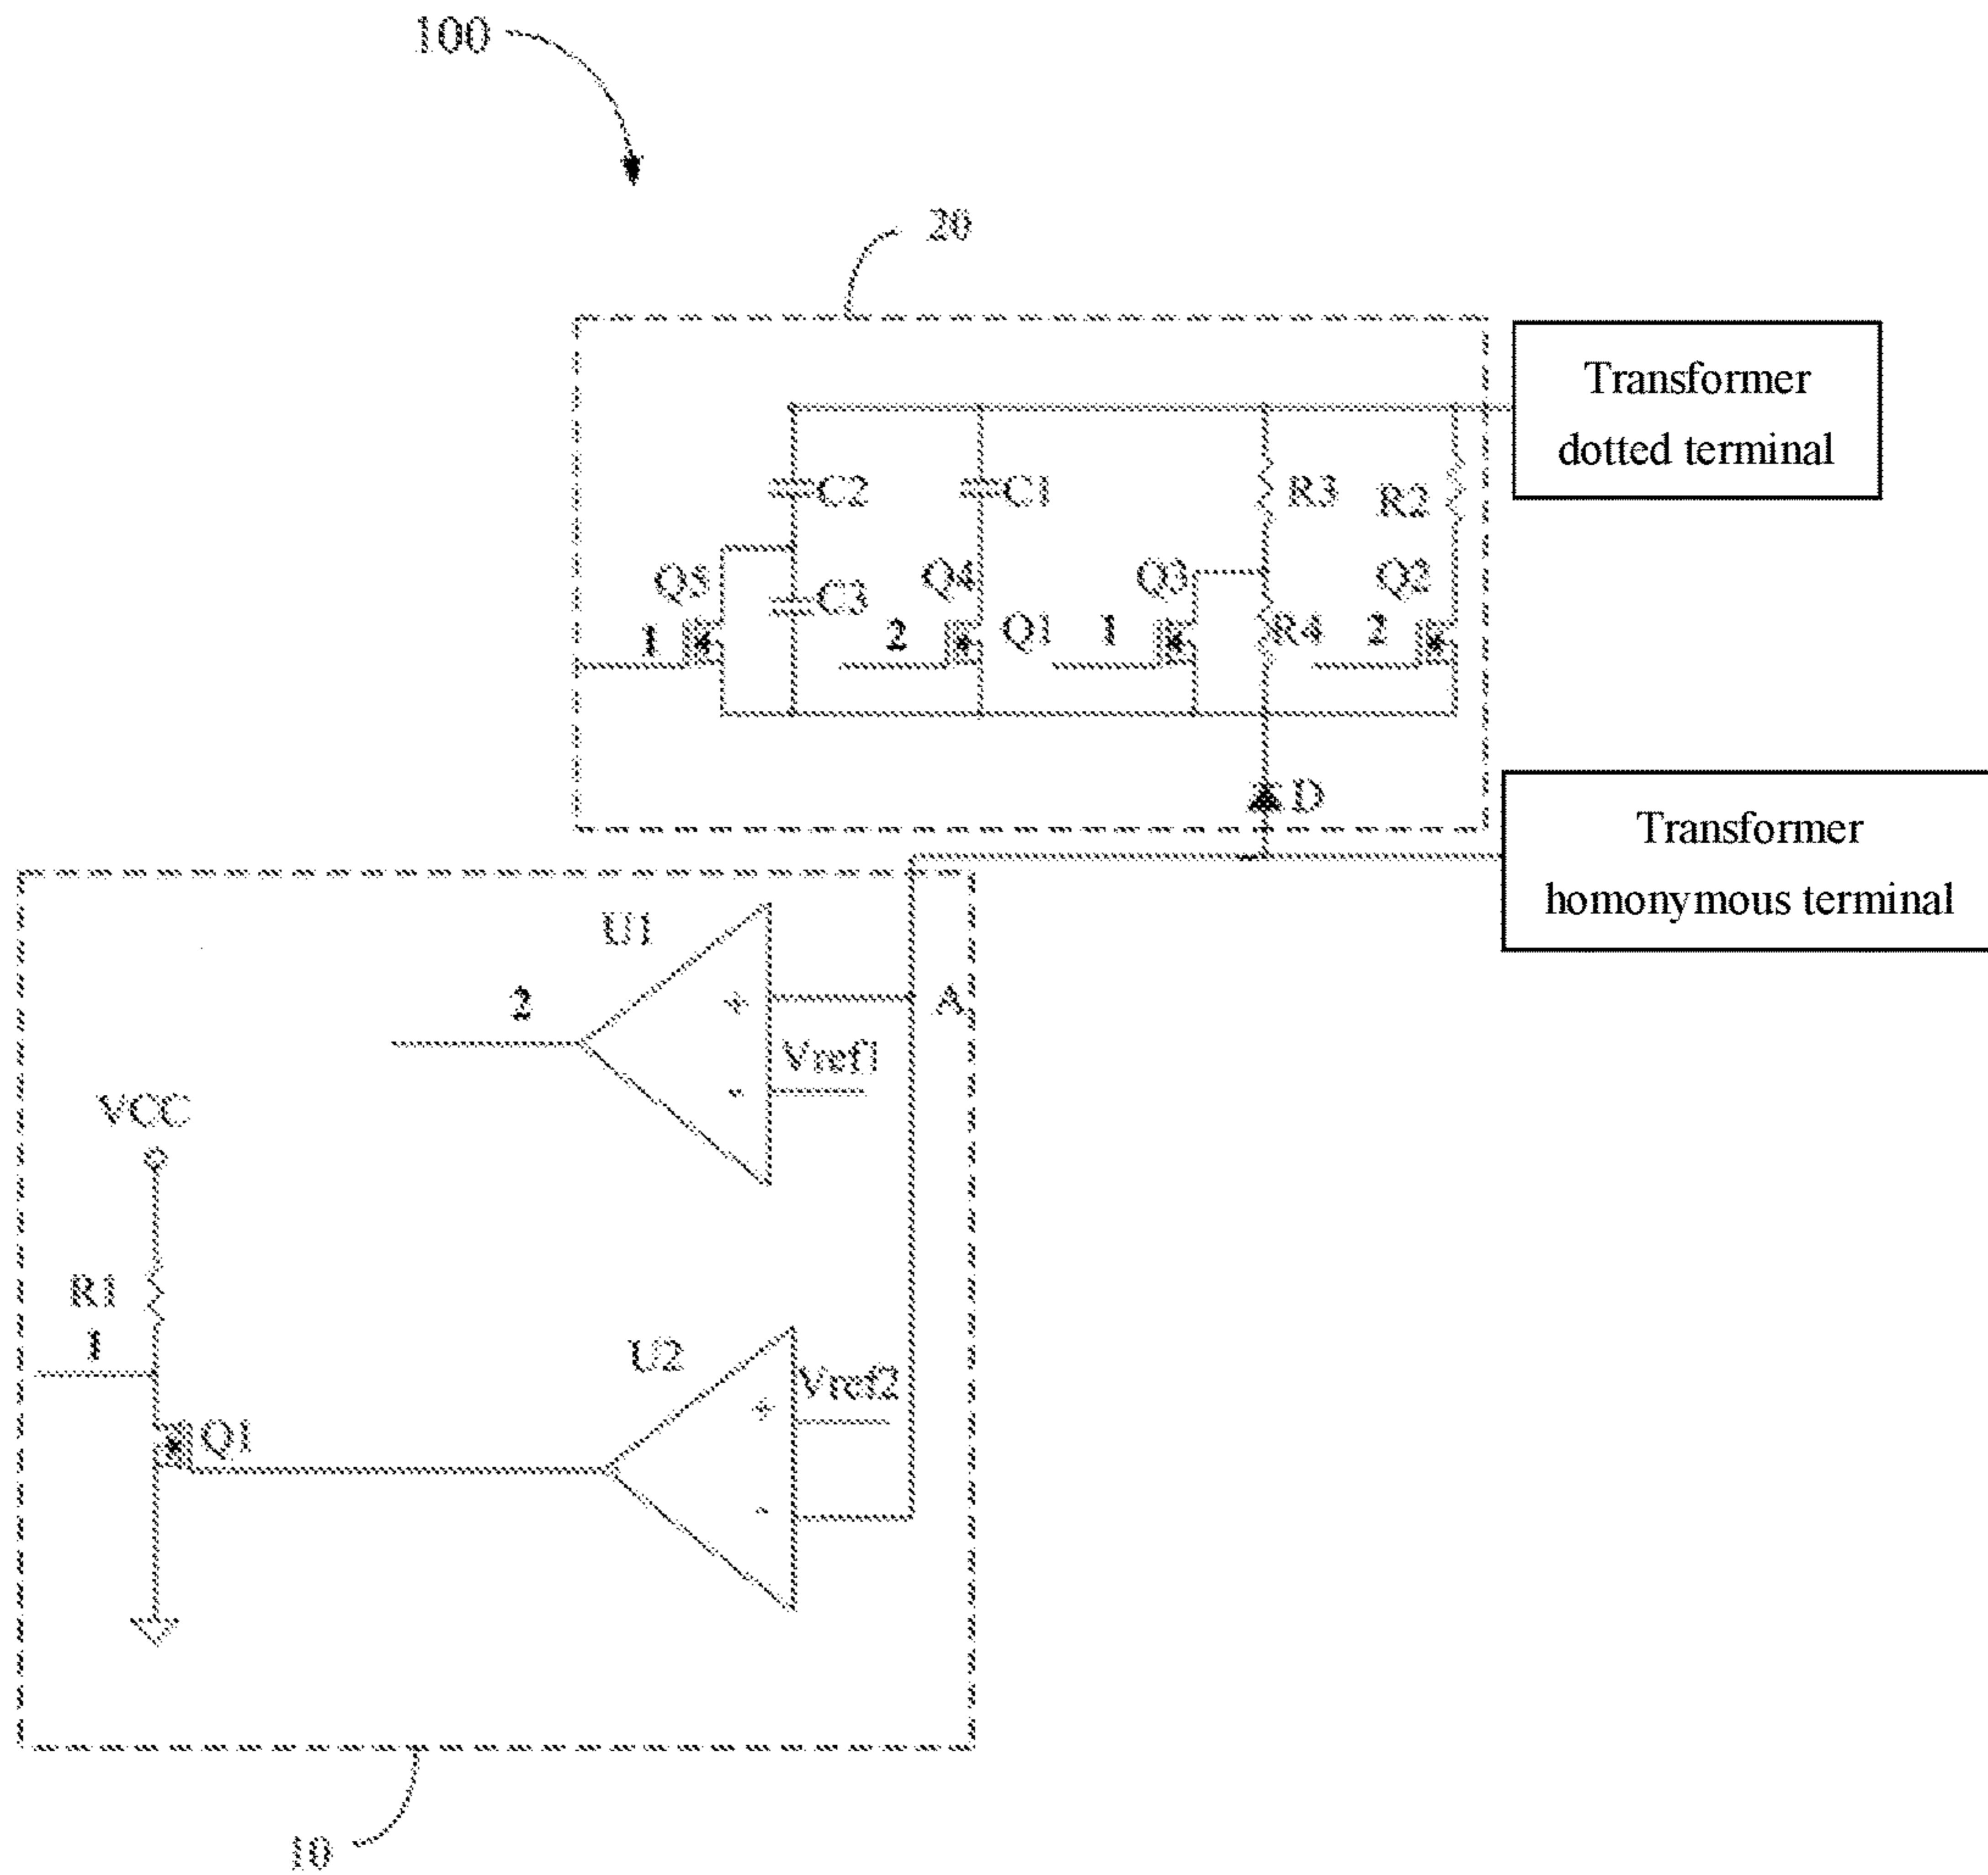 100
20
Transformer
dotted terminal
C2
C1
R3
R2
Q5
C3
Q4
Q3
Q2
1
2
Q1
1
R4
2
D
Transformer
homonymous terminal
U1
2
+
A
Vref1
-
VCC
R1
1
U2
Vref2
+
Q1
-
10